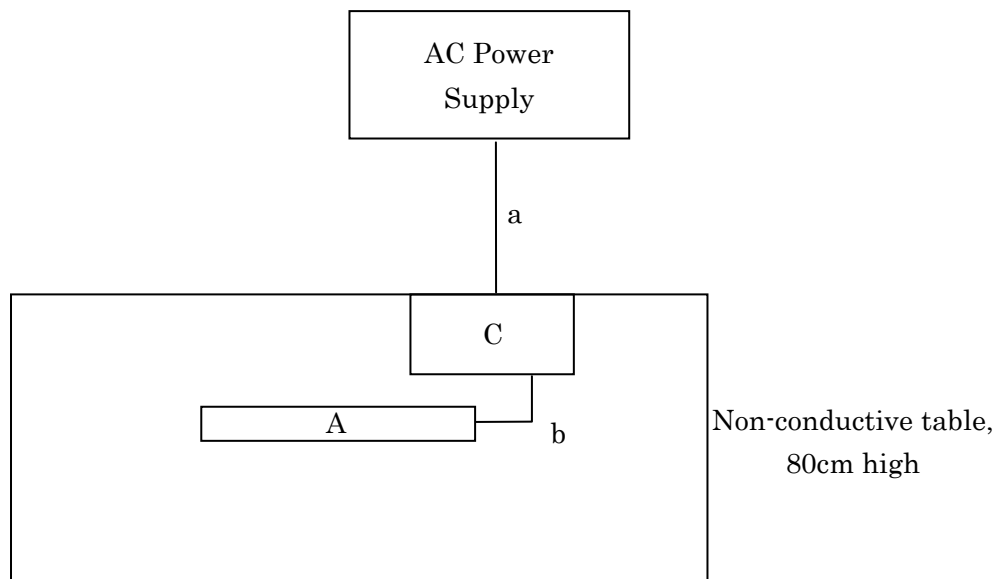 AC Power
Supply
a
C
A
b
Non-conductive table,
80cm high